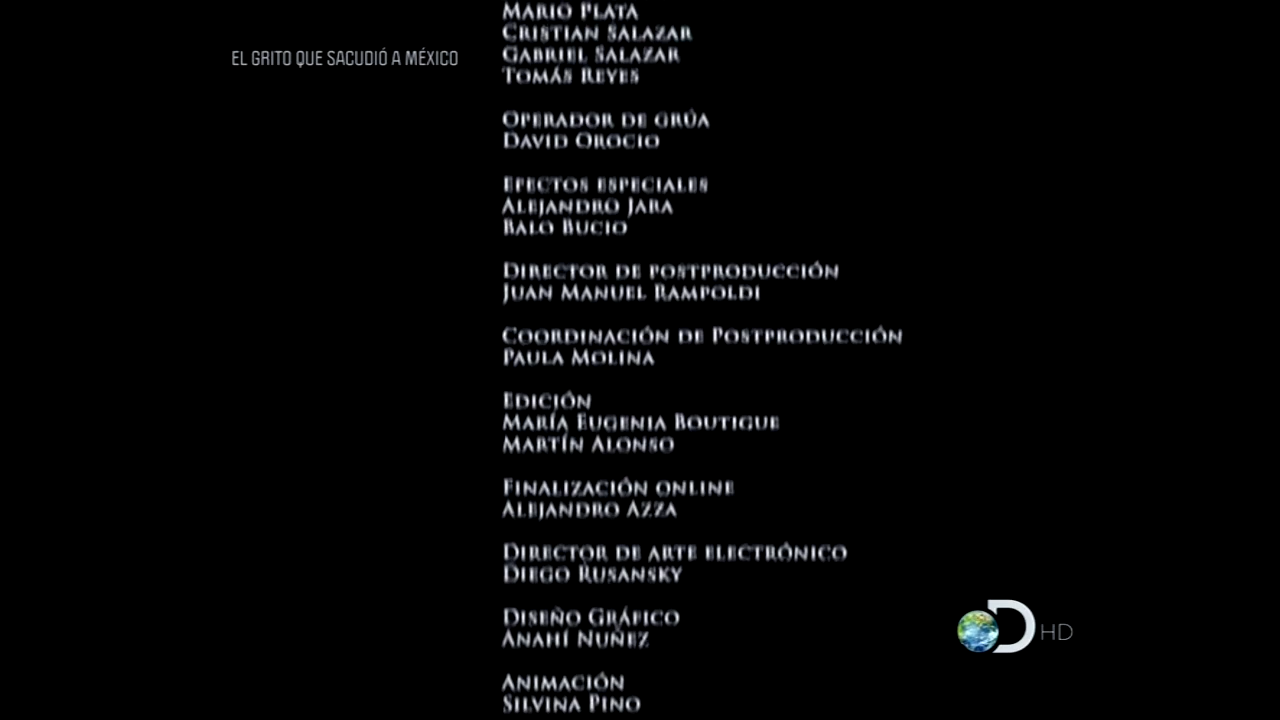 MARIO PLATA
CRISTIAN SALAZAR
EL GRITO QUE SACUDIÓ A MÉXICO
GABRIEL SALAZAR
TOMÁS REYES
OPERADOR DE GRÚA
DAVID OROCIO
EFECTOS ESPECIALES
ALEJANDRO JARA
BALO BUCIO
DIRECTOR DE POSTPRODUCCIÓN
JUAN MANUEL RAMPOLDI
COORDINACIÓN DE POSTPRODUCCIÓN
PAULA MOLINA
EDICIÓN
MARÍA EUGENIA BOUTIGUE
MARTÍN ALONSO
FINALIZACIÓN ONLINE
ALEJANDRO AZZA
DIRECTOR DE ARTE ELECTRÓNICO
DIEGO RUSANSKY
DISEÑO GRÁFICO
ANAHÍ NUÑEZ
D HD
ANIMACIÓN
SILVINA PINO